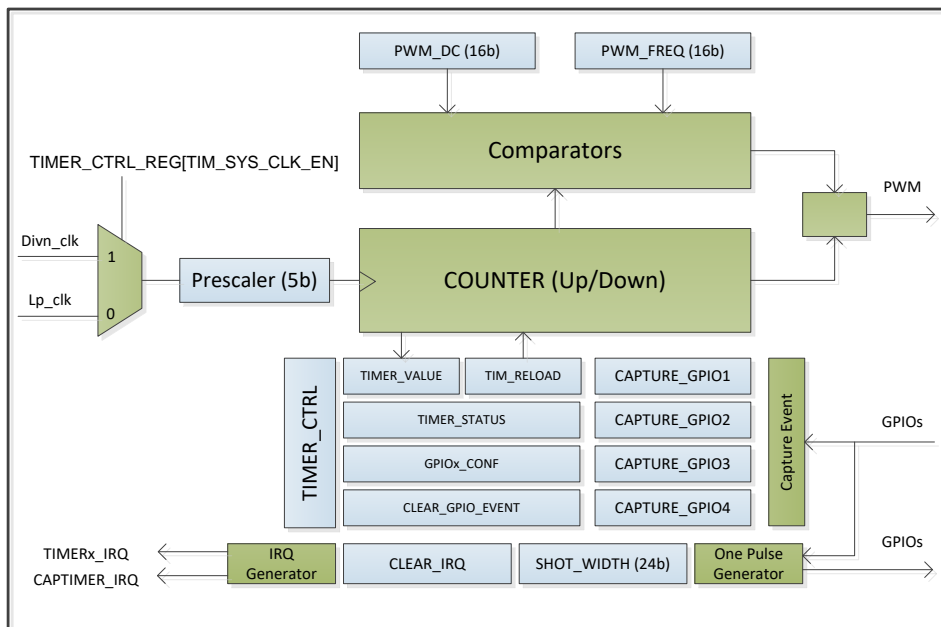 PWM_DC (16b)
PWM_FREQ (16b)
Comparators
TIMER_CTRL_REG[TIM_SYS_CLK_EN]
PWM
Divn_clk
1
Prescaler (5b)
COUNTER (Up/Down)
Lp_clk
0
TIMER_CTRL
TIMER_VALUE
TIM_RELOAD
CAPTURE_GPIO1
TIMER_STATUS
CAPTURE_GPIO2
GPIOx_CONF
CAPTURE_GPIO3
CLEAR_GPIO_EVENT
CAPTURE_GPIO4
Capture Event
GPIOs
TIMERx_IRQ
CAPTIMER_IRQ
IRQ
Generator
CLEAR_IRQ
SHOT_WIDTH (24b)
One Pulse
Generator
GPIOs